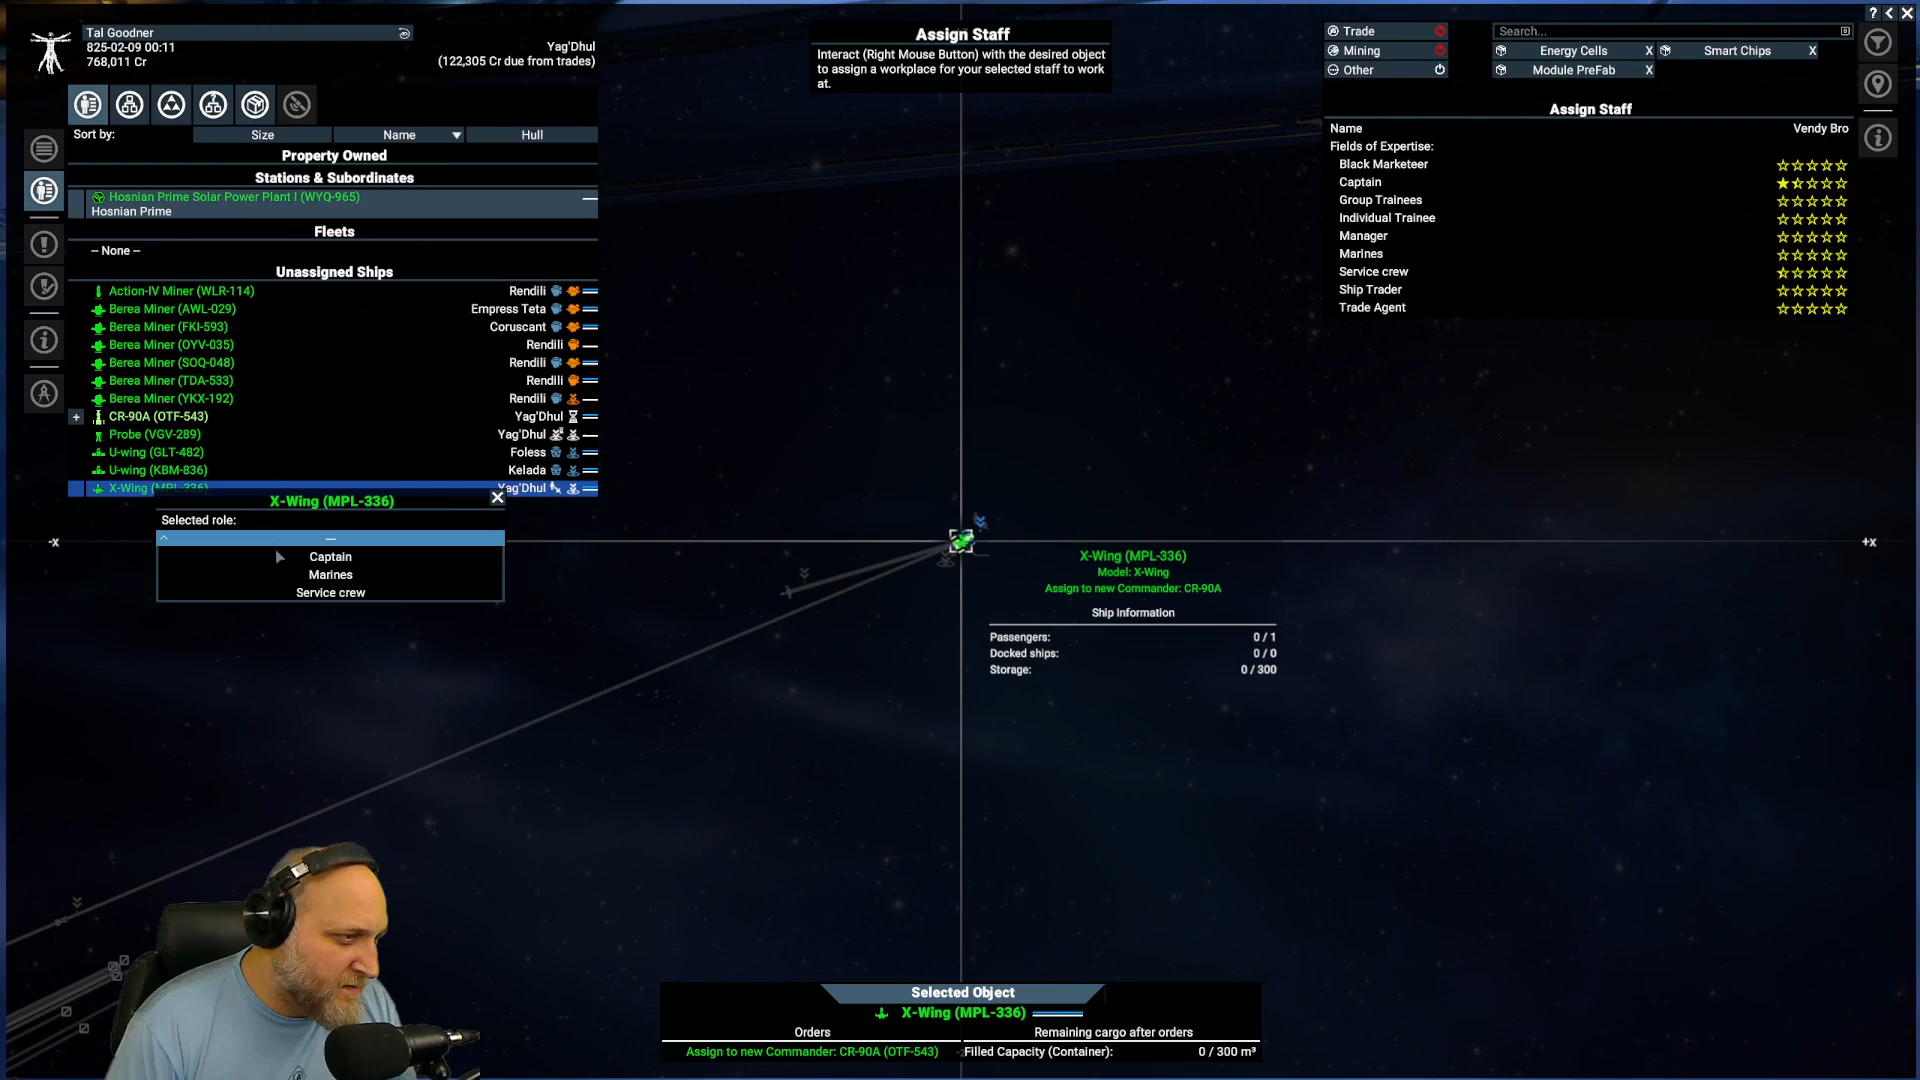 Tal Goodner
825-02-09 00:11
768,011 Cr
Yag'Dhul
(122,305 Cr due from trades)
Sort by:
Size
Name
Hull
Property Owned
Stations & Subordinates
Hosnian Prime Solar Power Plant I (WYQ-965)
Hosnian Prime
Fleets
-- None --
Unassigned Ships
Action-IV Miner (WLR-114) Rendili
Berea Miner (AWL-029) Empress Teta
Berea Miner (FKI-593) Coruscant
Berea Miner (OYV-035) Rendili
Berea Miner (SOQ-048) Rendili
Berea Miner (TDA-533) Rendili
Berea Miner (YKX-192) Rendili
+ CR-90A (OTF-543) Yag'Dhul
Probe (VGV-289) Yag'Dhul
U-wing (GLT-482) Foless
U-wing (KBM-836) Kelada
X-Wing (MPL-336) Yag'Dhul
X-Wing (MPL-336)
Selected role:
---
Captain
Marines
Service crew
Assign Staff
Interact (Right Mouse Button) with the desired object
to assign a workplace for your selected staff to work
at.
-x
+x
X-Wing (MPL-336)
Model: X-Wing
Assign to new Commander: CR-90A
Ship Information
Passengers: 0 / 1
Docked ships: 0 / 0
Storage: 0 / 300
Trade
Mining
Other
Search...
Energy Cells X
Smart Chips X
Module PreFab X
? < X
Assign Staff
Name Vendy Bro
Fields of Expertise:
Black Marketeer
Captain
Group Trainees
Individual Trainee
Manager
Marines
Service crew
Ship Trader
Trade Agent
Selected Object
X-Wing (MPL-336)
Orders
Remaining cargo after orders
Assign to new Commander: CR-90A (OTF-543)
Filled Capacity (Container): 0 / 300 m³